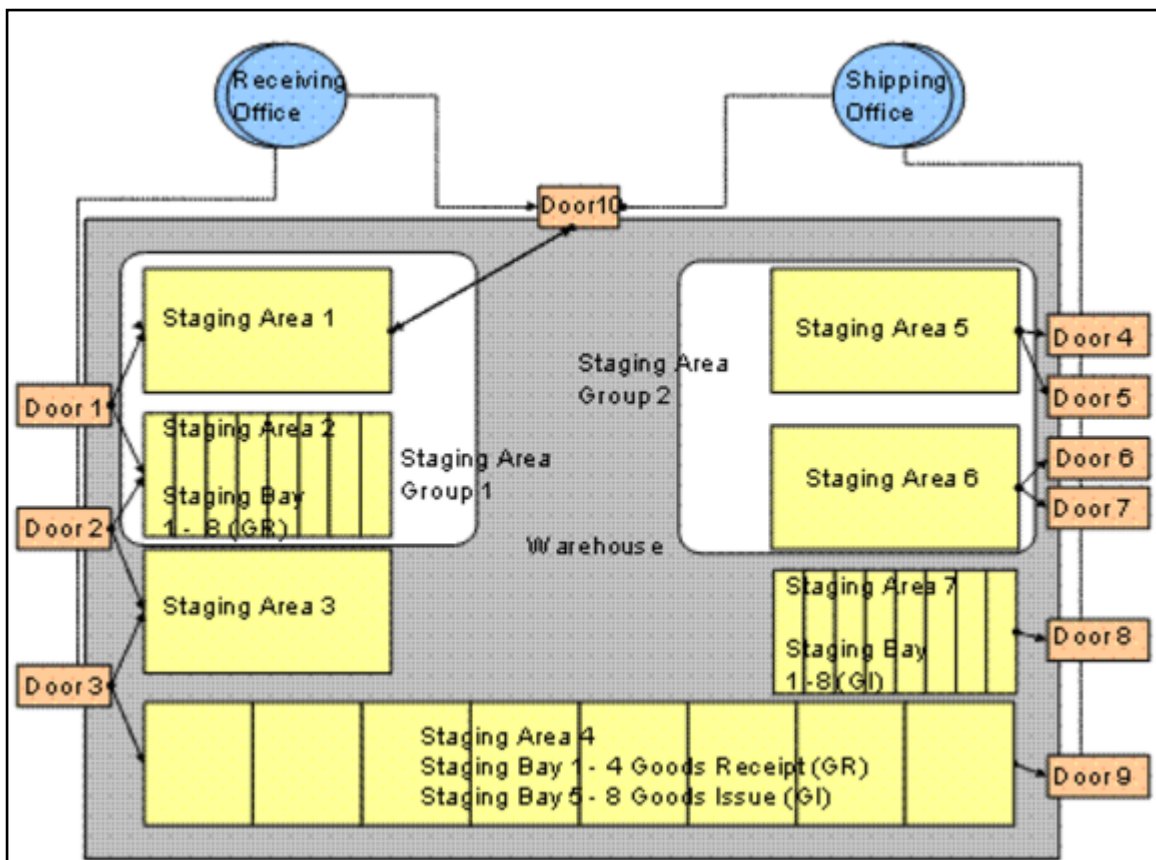 Receiving
Office
Shipping
Office
Door10
Staging Area 1
Staging Area 5
Door 4
Staging Area
Group 2
Door 5
Door 1
Staging Area 2
Staging Bay
1 - 8 (GR)
Staging Area
Group 1
Staging Area 6
Door 6
Door 7
Door 2
Warehouse
Staging Area 3
Staging Area 7
Staging Bay
1 -8 (GI)
Door 8
Door 3
Staging Area 4
Staging Bay 1 - 4 Goods Receipt (GR)
Staging Bay 5 - 8 Goods Issue (GI)
Door 9